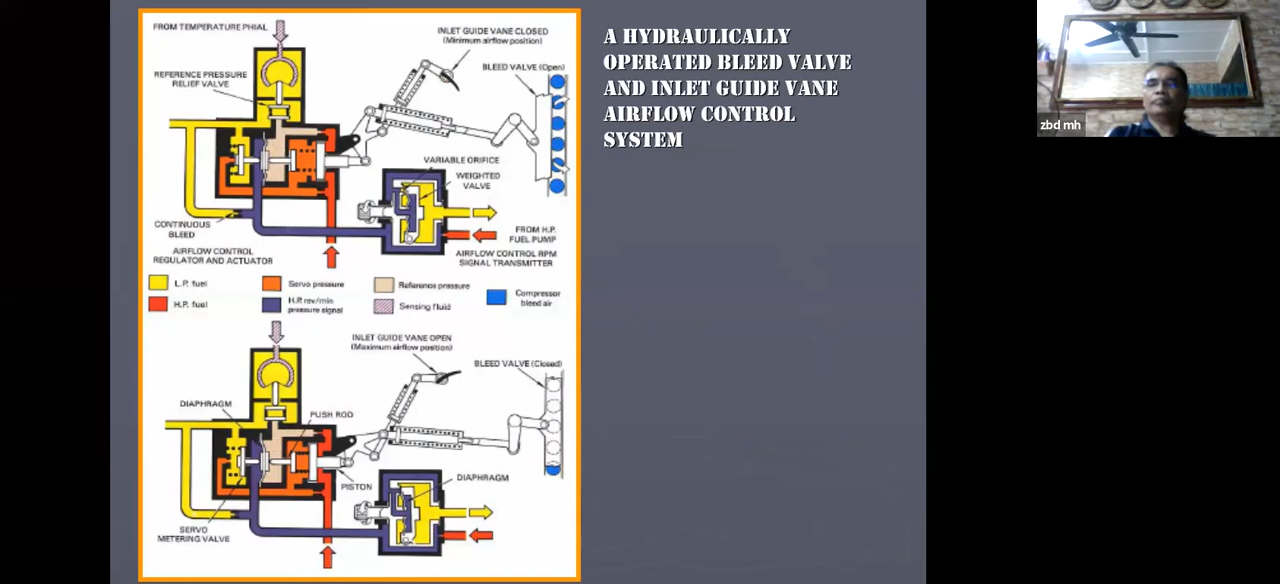 FROM TEMPERATURE PHIAL
INLET GUIDE VANE CLOSED
(Minimum airflow position)
BLEED VALVE (Open)
REFERENCE PRESSURE
RELIEF VALVE
VARIABLE ORIFICE
WEIGHTED
VALVE
CONTINUOUS
BLEED
FROM H.P.
FUEL PUMP
AIRFLOW CONTROL
REGULATOR AND ACTUATOR
AIRFLOW CONTROL RPM
SIGNAL TRANSMITTER
L.P. fuel
Servo pressure
Reference pressure
Compressor
bleed air
H.P. fuel
H.P. rev/min
pressure signal
Sensing fluid
INLET GUIDE VANE OPEN
(Maximum airflow position)
BLEED VALVE (Closed)
DIAPHRAGM
PUSH ROD
PISTON
DIAPHRAGM
SERVO
METERING VALVE
A HYDRAULICALLY
OPERATED BLEED VALVE
AND INLET GUIDE VANE
AIRFLOW CONTROL
SYSTEM
zbd mh